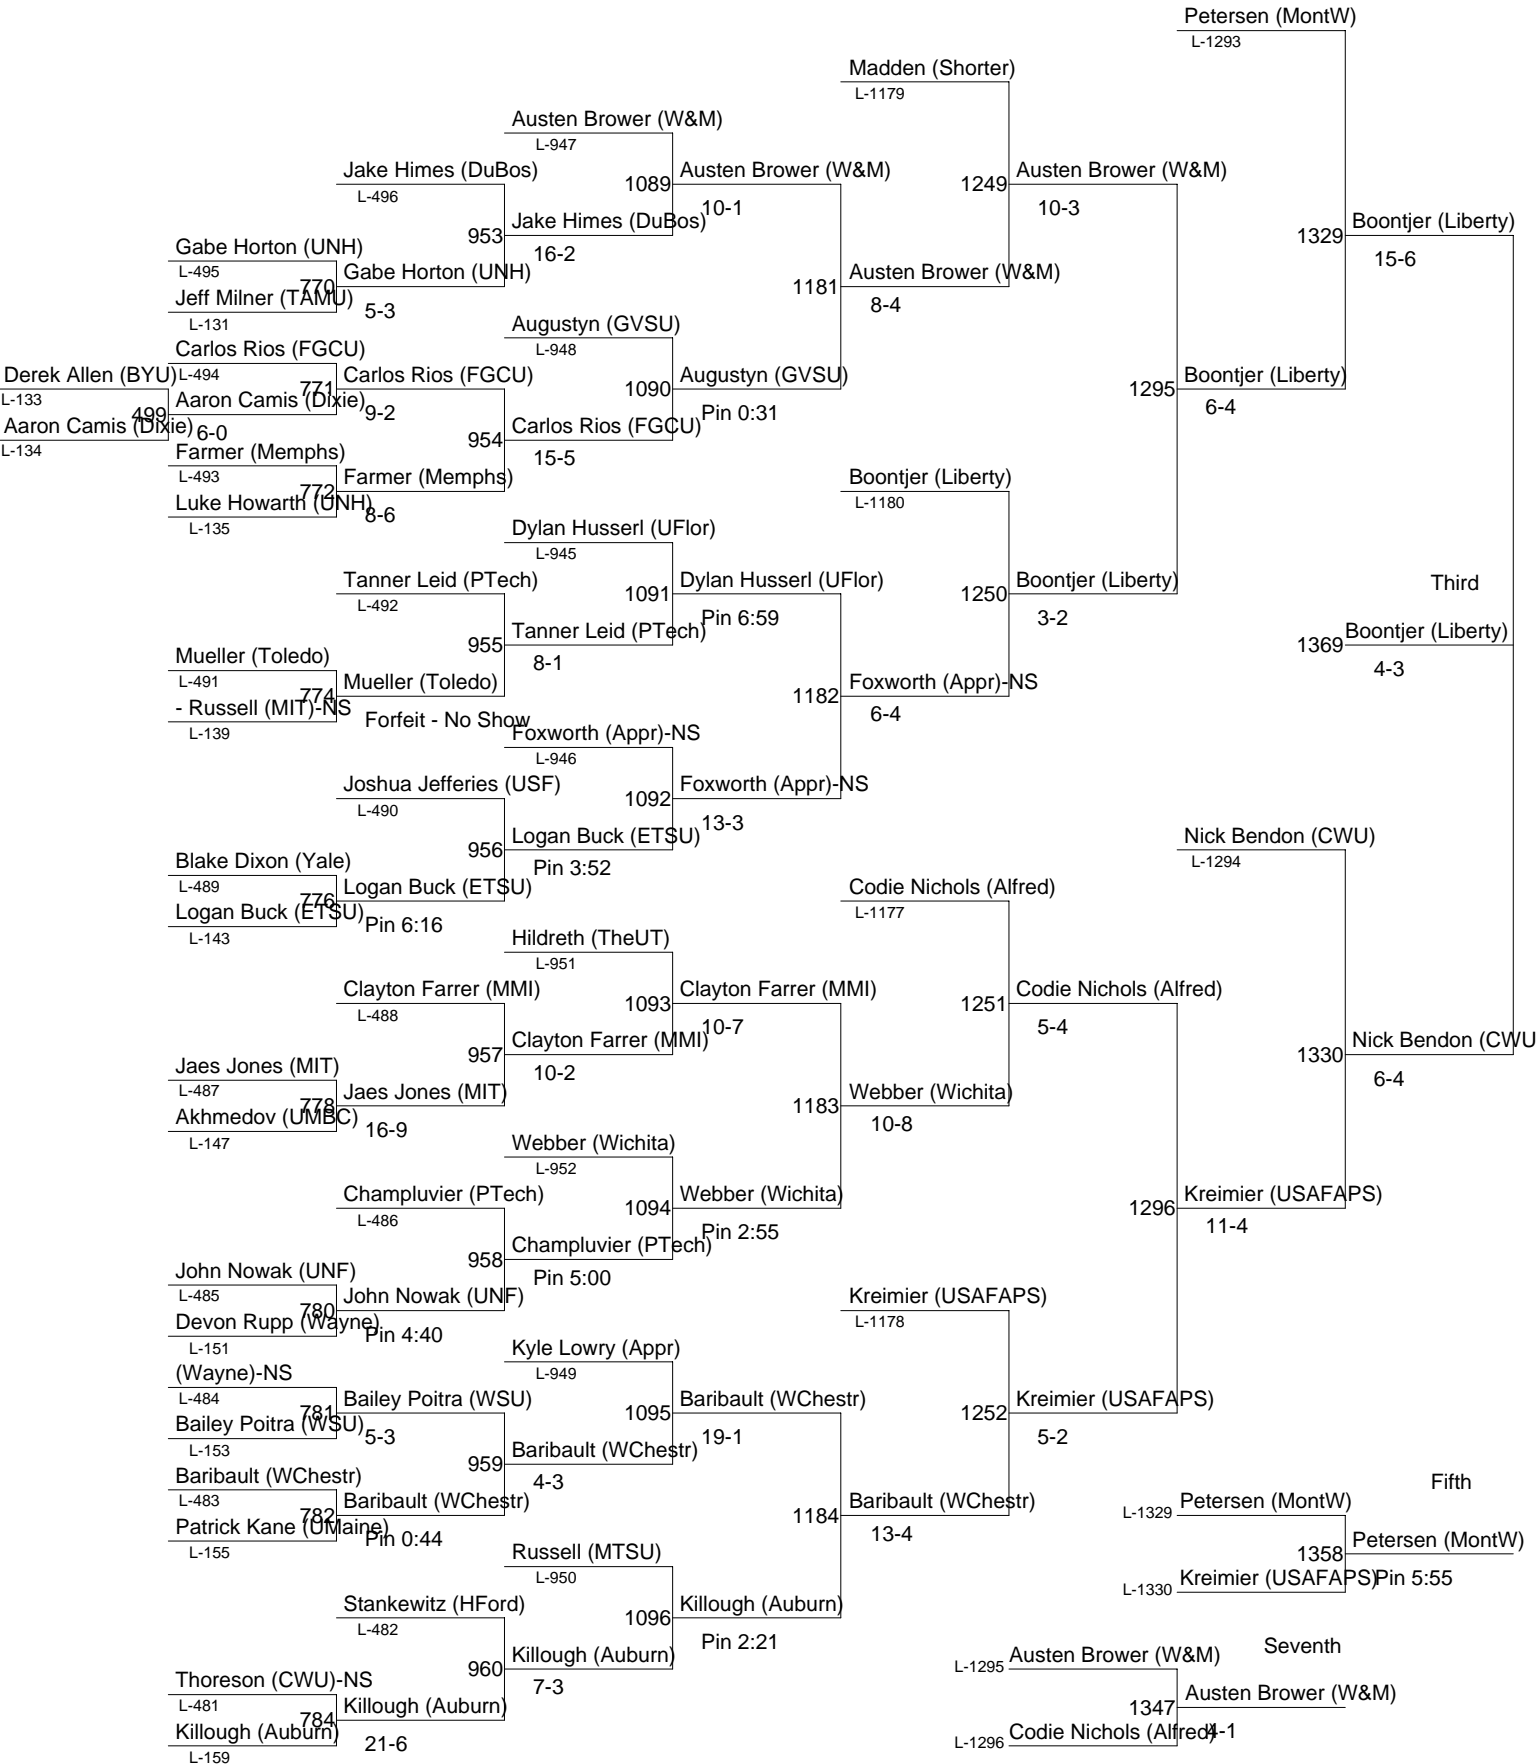 Petersen (MontW)
L-1293
Madden (Shorter)
L-1179
Austen Brower (W&M)
L-947
Jake Himes (DuBos)
L-496
1089
Austen Brower (W&M)
10-1
1249
Austen Brower (W&M)
10-3
953
Jake Himes (DuBos)
16-2
1329
Boontjer (Liberty)
15-6
Gabe Horton (UNH)
L-495
770
Gabe Horton (UNH)
5-3
Jeff Milner (TAMU)
L-131
1181
Austen Brower (W&M)
8-4
Augustyn (GVSU)
L-948
Carlos Rios (FGCU)
L-494
Derek Allen (BYU)
L-133
771
Carlos Rios (FGCU)
9-2
1090
Augustyn (GVSU)
Pin 0:31
1295
Boontjer (Liberty)
6-4
499
Aaron Camis (Dixie)
6-0
Aaron Camis (Dixie)
L-134
954
Carlos Rios (FGCU)
15-5
Farmer (Memphs)
L-493
772
Farmer (Memphs)
8-6
Luke Howarth (UNH)
L-135
Boontjer (Liberty)
L-1180
Dylan Husserl (UFlor)
L-945
Tanner Leid (PTech)
L-492
1091
Dylan Husserl (UFlor)
Pin 6:59
1250
Boontjer (Liberty)
3-2
Third
955
Tanner Leid (PTech)
8-1
1369
Boontjer (Liberty)
4-3
Mueller (Toledo)
L-491
774
Mueller (Toledo)
Forfeit - No Show
- Russell (MIT)-NS
L-139
1182
Foxworth (Appr)-NS
6-4
Foxworth (Appr)-NS
L-946
Joshua Jefferies (USF)
L-490
1092
Foxworth (Appr)-NS
13-3
956
Logan Buck (ETSU)
Pin 3:52
Nick Bendon (CWU)
L-1294
Blake Dixon (Yale)
L-489
776
Logan Buck (ETSU)
Pin 6:16
Logan Buck (ETSU)
L-143
Codie Nichols (Alfred)
L-1177
Hildreth (TheUT)
L-951
Clayton Farrer (MMI)
L-488
1093
Clayton Farrer (MMI)
10-7
1251
Codie Nichols (Alfred)
5-4
957
Clayton Farrer (MMI)
10-2
1330
Nick Bendon (CWU
6-4
Jaes Jones (MIT)
L-487
778
Jaes Jones (MIT)
16-9
Akhmedov (UMBC)
L-147
1183
Webber (Wichita)
10-8
Webber (Wichita)
L-952
Champluvier (PTech)
L-486
1094
Webber (Wichita)
Pin 2:55
1296
Kreimier (USAFAPS)
11-4
958
Champluvier (PTech)
Pin 5:00
John Nowak (UNF)
L-485
780
John Nowak (UNF)
Pin 4:40
Devon Rupp (Wayne)
L-151
Kreimier (USAFAPS)
L-1178
Kyle Lowry (Appr)
L-949
(Wayne)-NS
L-484
781
Bailey Poitra (WSU)
5-3
Bailey Poitra (WSU)
L-153
1095
Baribault (WChestr)
19-1
1252
Kreimier (USAFAPS)
5-2
959
Baribault (WChestr)
4-3
Baribault (WChestr)
L-483
782
Baribault (WChestr)
Pin 0:44
Patrick Kane (UMaine)
L-155
1184
Baribault (WChestr)
13-4
Fifth
L-1329
Petersen (MontW)
1358
Petersen (MontW)
Pin 5:55
L-1330
Kreimier (USAFAPS)
Russell (MTSU)
L-950
Stankewitz (HFord)
L-482
1096
Killough (Auburn)
Pin 2:21
960
Killough (Auburn)
7-3
Thoreson (CWU)-NS
L-481
784
Killough (Auburn)
21-6
Killough (Auburn)
L-159
Seventh
L-1295
Austen Brower (W&M)
1347
Austen Brower (W&M)
4-1
L-1296
Codie Nichols (Alfred)